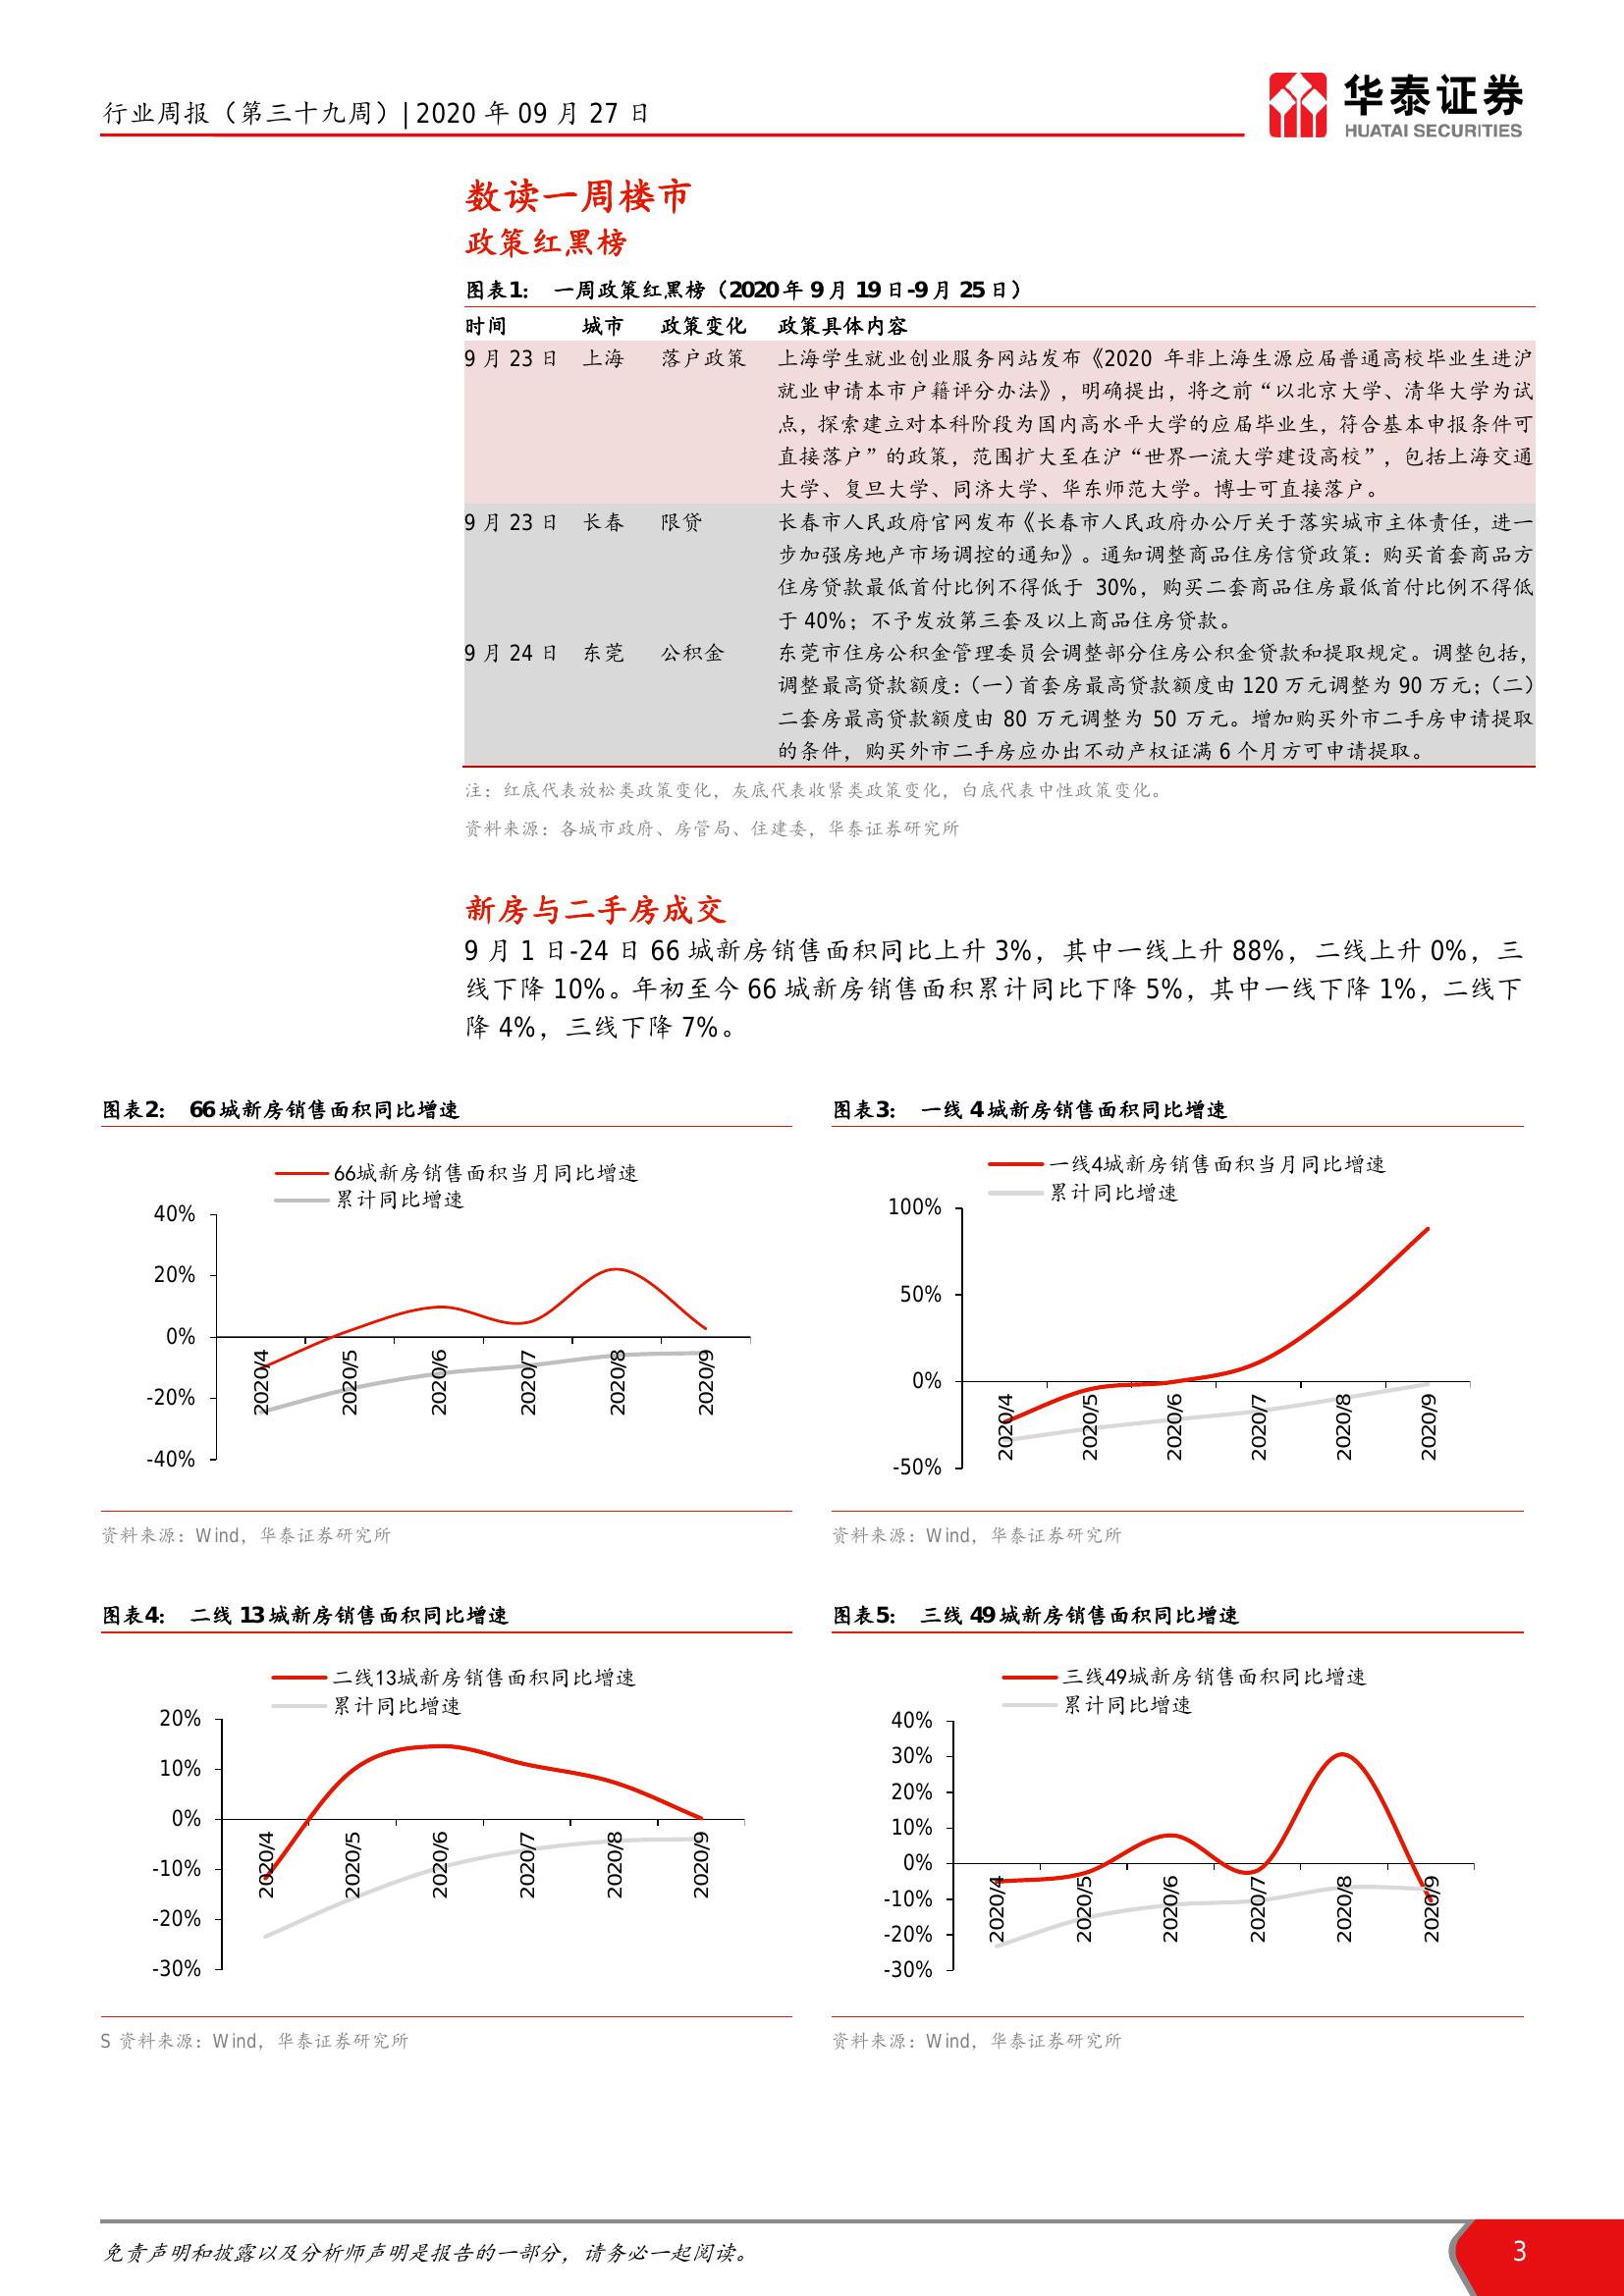 行业周报（第三十九周）| 2020 年 09 月 27 日
华泰证券
HUATAI SECURITIES
数读一周楼市
政策红黑榜
图表1： 一周政策红黑榜（2020 年 9 月 19 日-9 月 25 日）
时间 城市 政策变化 政策具体内容
9 月 23 日 上海 落户政策 上海学生就业创业服务网站发布《2020 年非上海生源应届普通高校毕业生进沪
就业申请本市户籍评分办法》，明确提出，将之前“以北京大学、清华大学为试
点，探索建立对本科阶段为国内高水平大学的应届毕业生，符合基本申报条件可
直接落户”的政策，范围扩大至在沪“世界一流大学建设高校”，包括上海交通
大学、复旦大学、同济大学、华东师范大学。博士可直接落户。
9 月 23 日 长春 限贷 长春市人民政府官网发布《长春市人民政府办公厅关于落实城市主体责任，进一
步加强房地产市场调控的通知》。通知调整商品住房信贷政策：购买首套商品方
住房贷款最低首付比例不得低于 30%，购买二套商品住房最低首付比例不得低
于 40%；不予发放第三套及以上商品住房贷款。
9 月 24 日 东莞 公积金 东莞市住房公积金管理委员会调整部分住房公积金贷款和提取规定。调整包括，
调整最高贷款额度：（一）首套房最高贷款额度由 120 万元调整为 90 万元；（二）
二套房最高贷款额度由 80 万元调整为 50 万元。增加购买外市二手房申请提取
的条件，购买外市二手房应办出不动产权证满 6 个月方可申请提取。
注：红底代表放松类政策变化，灰底代表收紧类政策变化，白底代表中性政策变化。
资料来源：各城市政府、房管局、住建委，华泰证券研究所
新房与二手房成交
9 月 1 日-24 日 66 城新房销售面积同比上升 3%，其中一线上升 88%，二线上升 0%，三
线下降 10%。年初至今 66 城新房销售面积累计同比下降 5%，其中一线下降 1%，二线下
降 4%，三线下降 7%。
图表2： 66 城新房销售面积同比增速
66城新房销售面积当月同比增速
累计同比增速
40%
20%
0%
-20%
-40%
2020/4
2020/5
2020/6
2020/7
2020/8
2020/9
资料来源：Wind，华泰证券研究所
图表3： 一线 4 城新房销售面积同比增速
一线4城新房销售面积当月同比增速
累计同比增速
100%
50%
0%
-50%
2020/4
2020/5
2020/6
2020/7
2020/8
2020/9
资料来源：Wind，华泰证券研究所
图表4： 二线 13 城新房销售面积同比增速
二线13城新房销售面积同比增速
累计同比增速
20%
10%
0%
-10%
-20%
-30%
2020/4
2020/5
2020/6
2020/7
2020/8
2020/9
S 资料来源：Wind，华泰证券研究所
图表5： 三线 49 城新房销售面积同比增速
三线49城新房销售面积同比增速
累计同比增速
40%
30%
20%
10%
0%
-10%
-20%
-30%
2020/4
2020/5
2020/6
2020/7
2020/8
2020/9
资料来源：Wind，华泰证券研究所
免责声明和披露以及分析师声明是报告的一部分，请务必一起阅读。
3